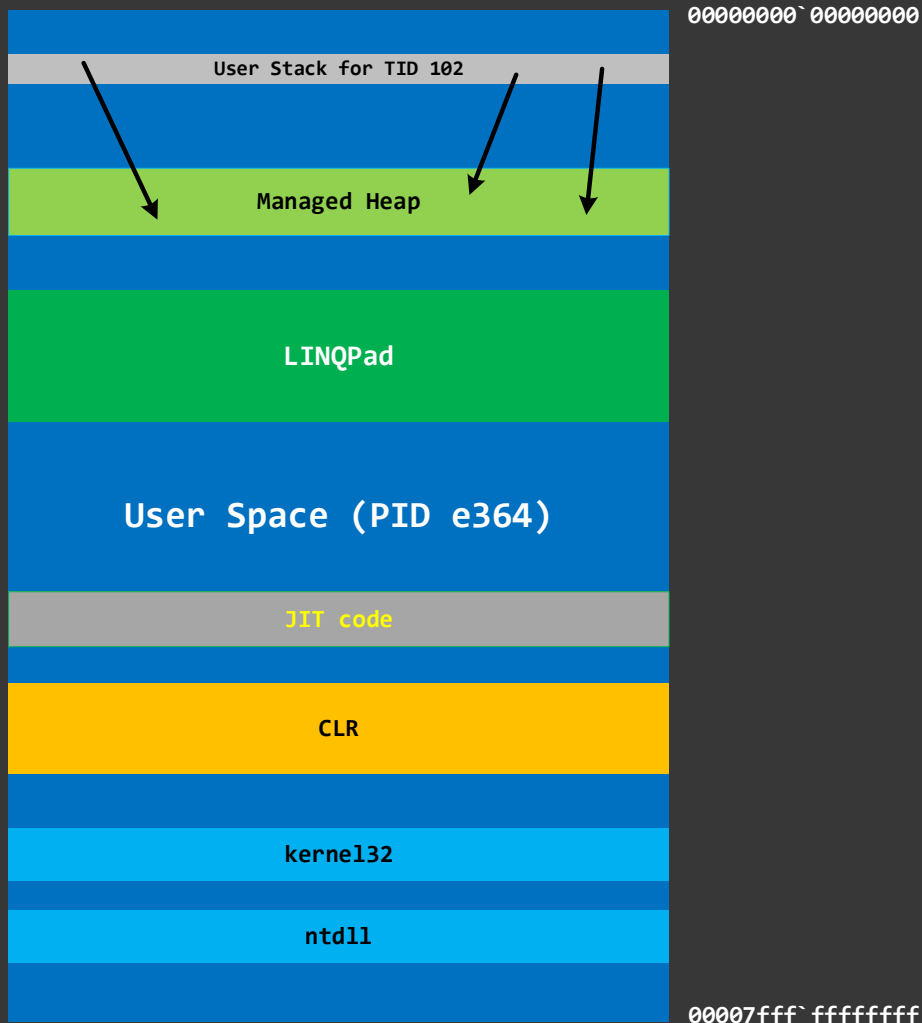 00000000`00000000
User Stack for TID 102
Managed Heap
LINQPad
User Space (PID e364)
JIT code
CLR
kernel32
ntdll
00007fff`ffffffff